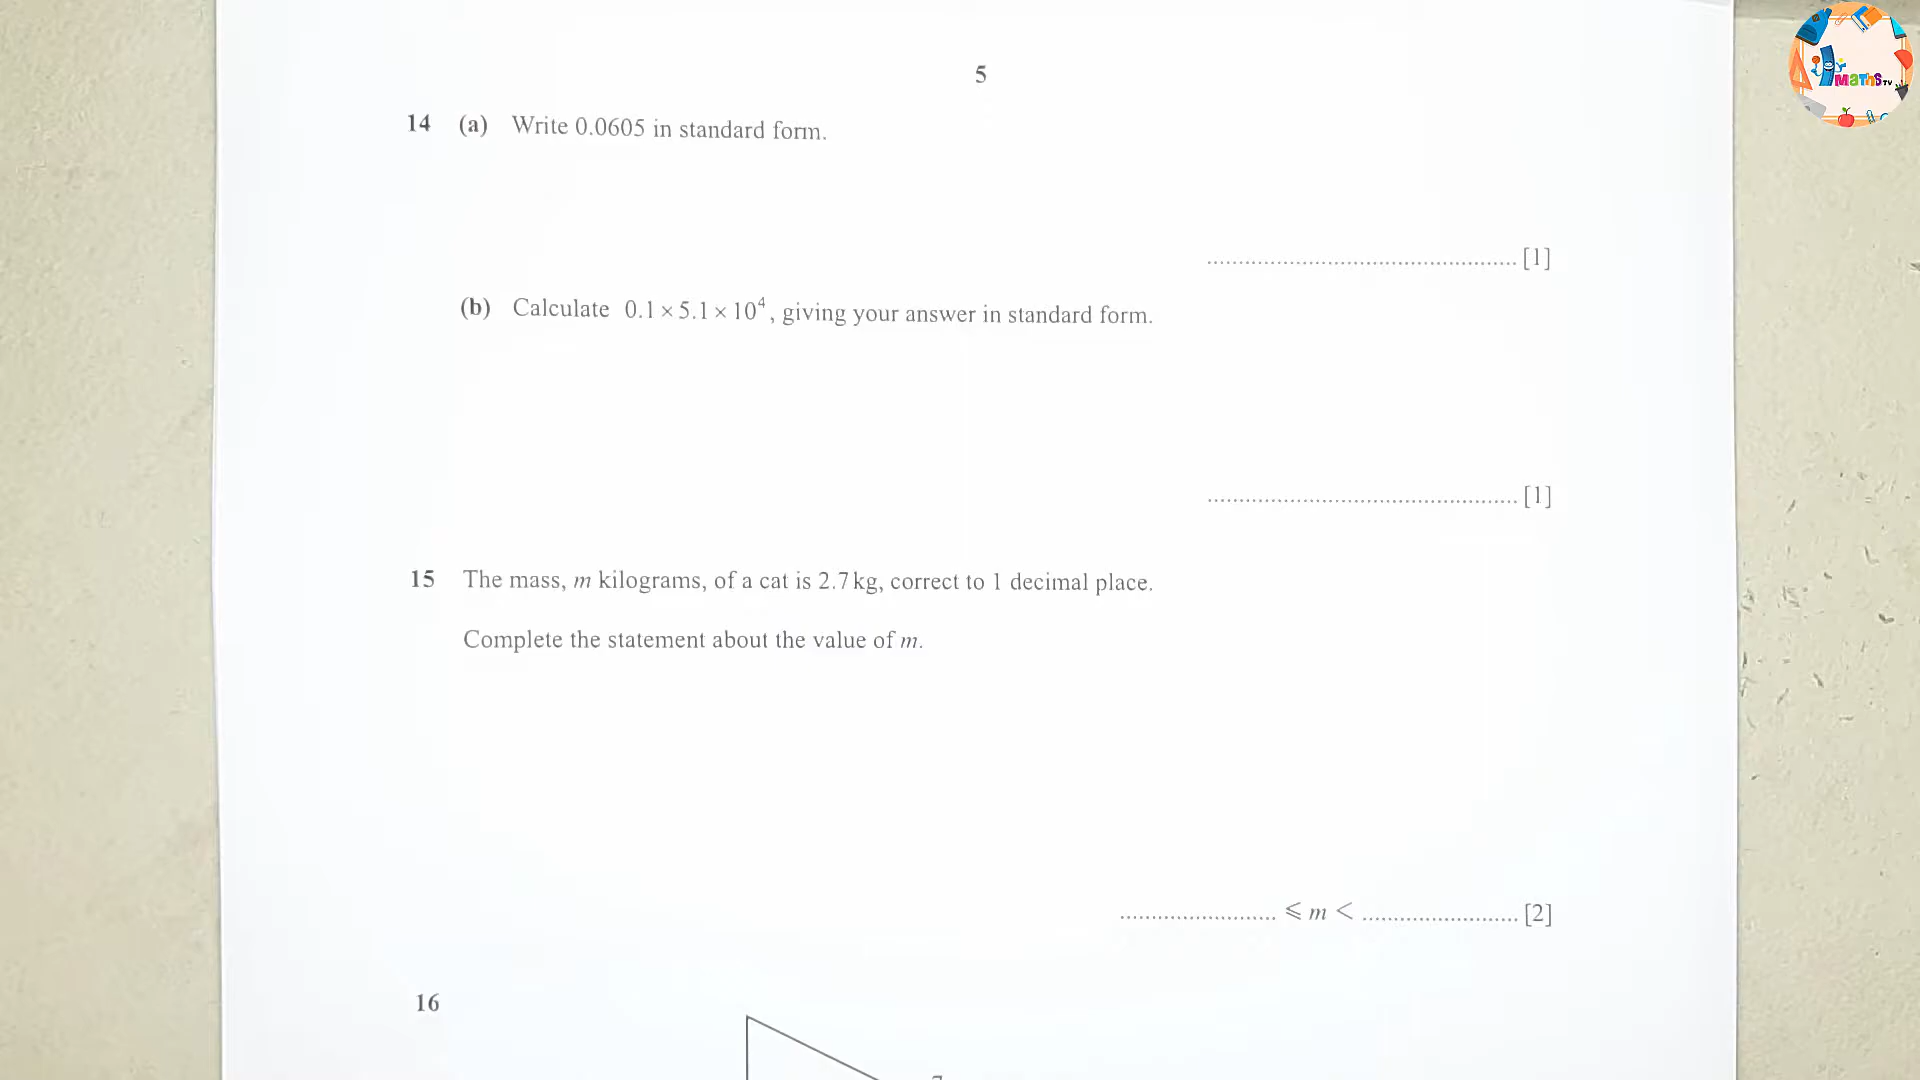 5
14 (a) Write 0.0605 in standard form.
................................................. [1]
(b) Calculate 0.1 × 5.1 × 10⁴, giving your answer in standard form.
................................................. [1]
15 The mass, m kilograms, of a cat is 2.7 kg, correct to 1 decimal place.
Complete the statement about the value of m.
......................... ⩽ m < ......................... [2]
16
MATHS TV